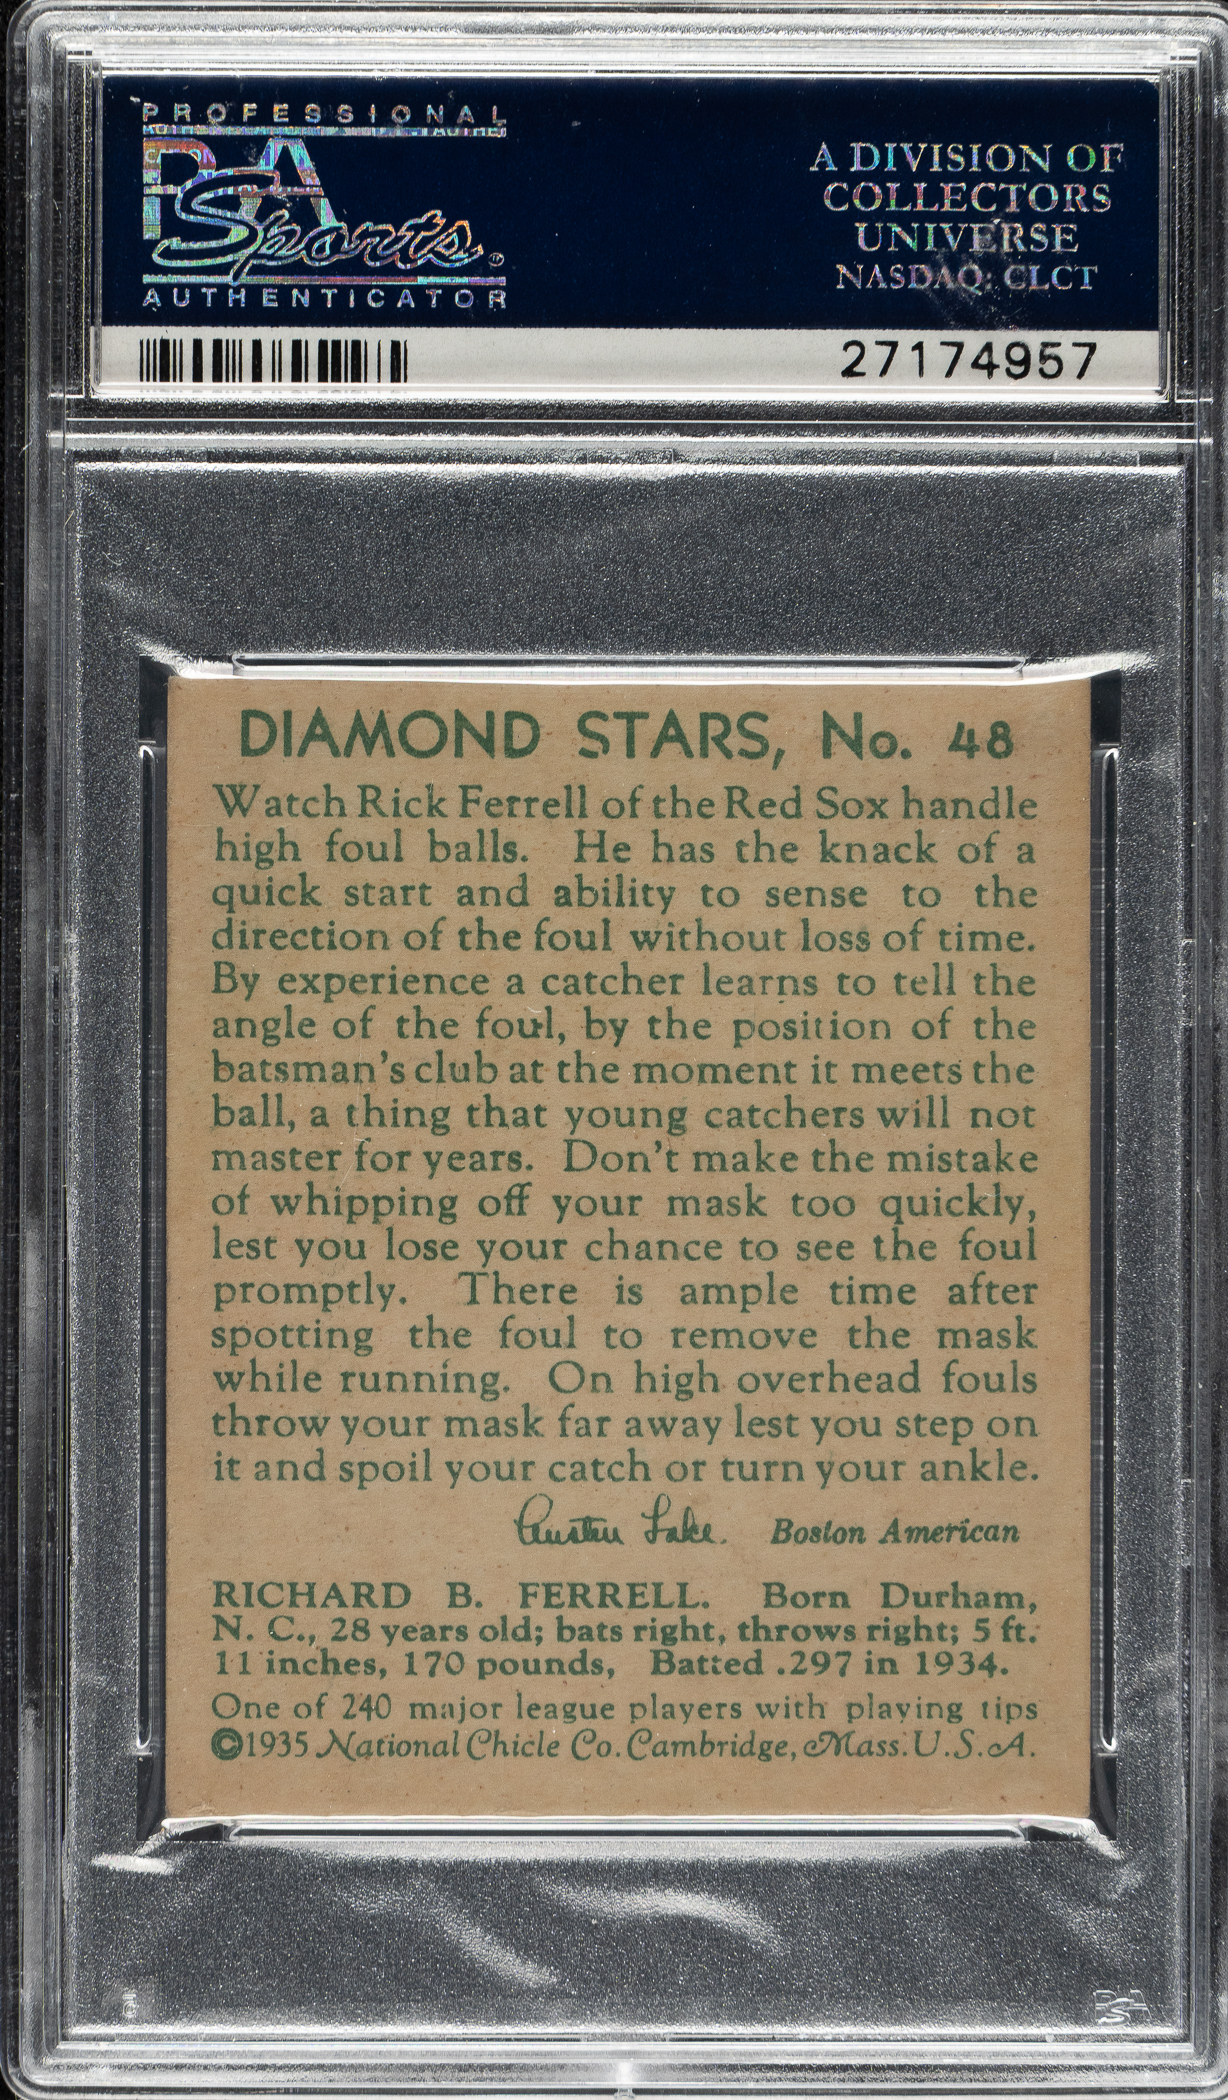 PROFESSIONAL
PSA
Sports®
AUTHENTICATOR
A DIVISION OF
COLLECTORS
UNIVERSE
NASDAQ: CLCT
27174957
DIAMOND STARS, No. 48
Watch Rick Ferrell of the Red Sox handle
high foul balls. He has the knack of a
quick start and ability to sense to the
direction of the foul without loss of time.
By experience a catcher learns to tell the
angle of the foul, by the position of the
batsman's club at the moment it meets the
ball, a thing that young catchers will not
master for years. Don't make the mistake
of whipping off your mask too quickly,
lest you lose your chance to see the foul
promptly. There is ample time after
spotting the foul to remove the mask
while running. On high overhead fouls
throw your mask far away lest you step on
it and spoil your catch or turn your ankle.
Austen Lake. Boston American
RICHARD B. FERRELL. Born Durham,
N. C., 28 years old; bats right, throws right; 5 ft.
11 inches, 170 pounds, Batted .297 in 1934.
One of 240 major league players with playing tips
©1935 National Chicle Co. Cambridge, Mass. U.S.A.
PSA